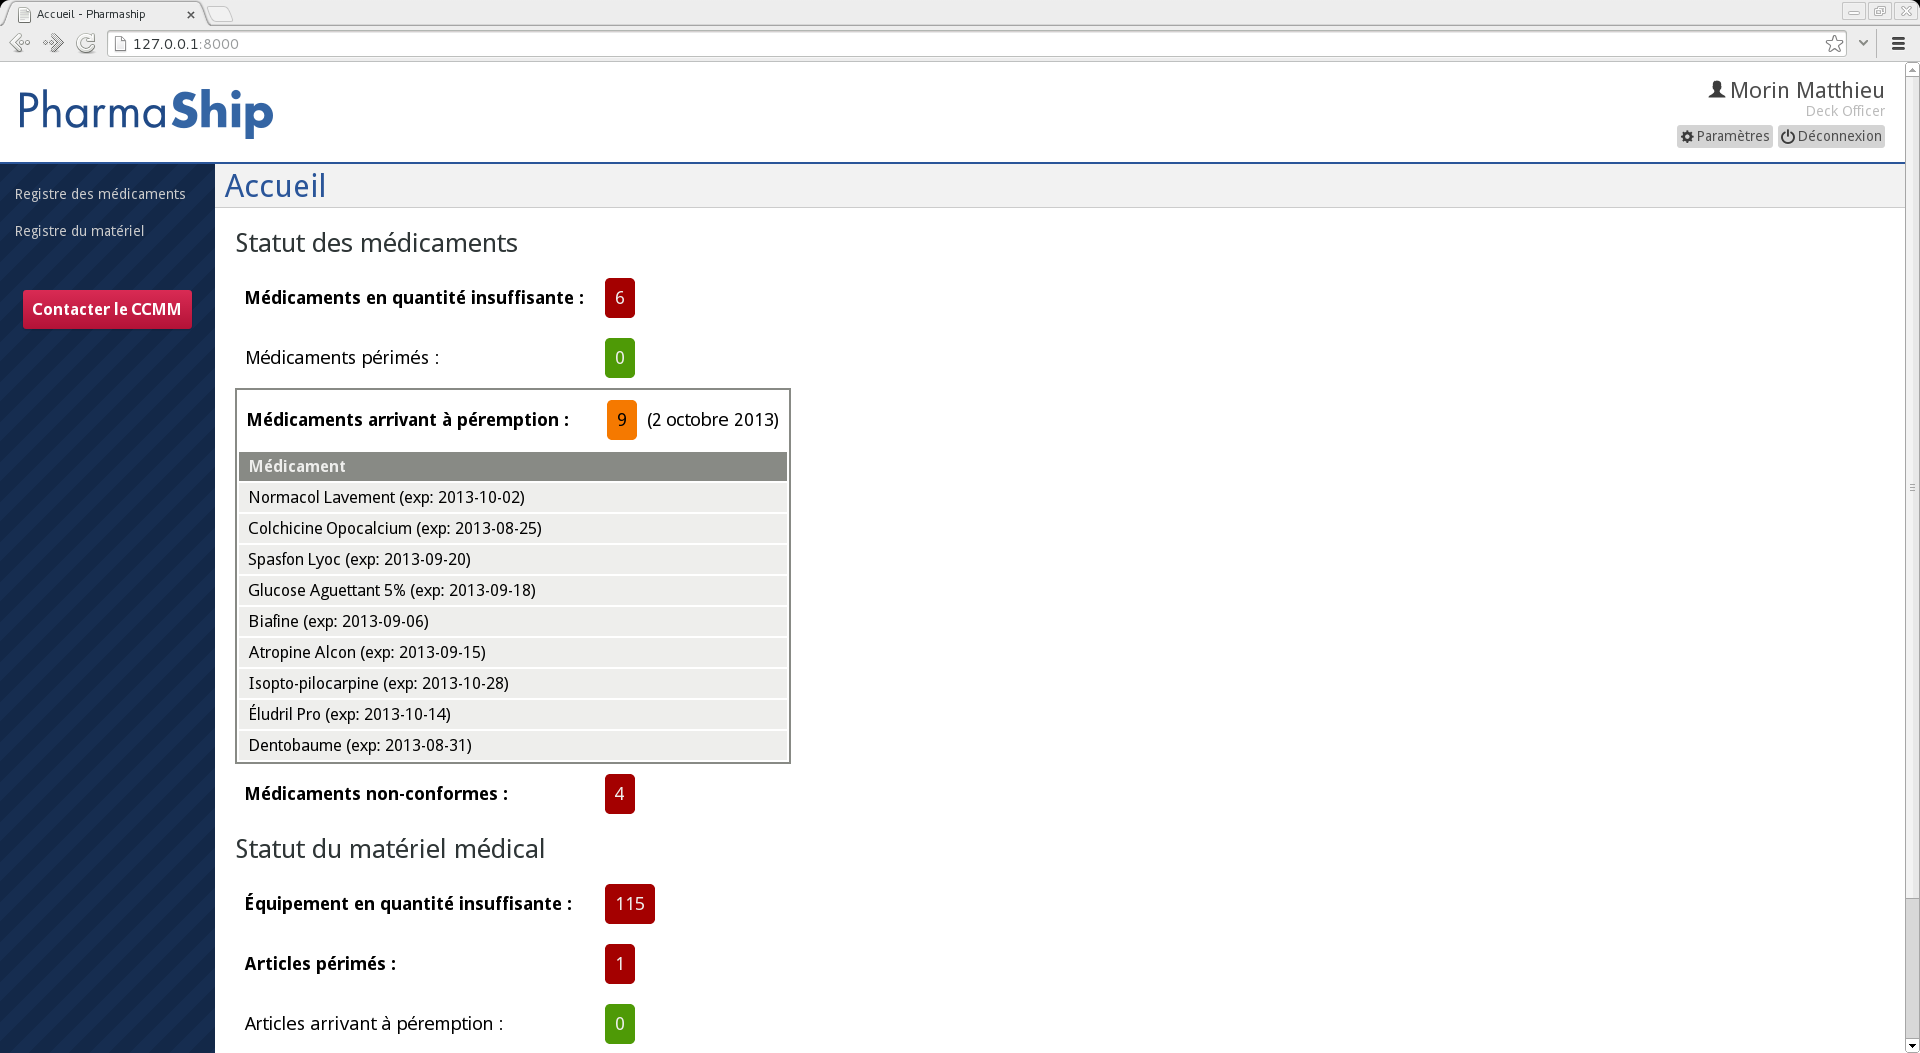 Accueil - Pharmaship
127.0.0.1:8000
PharmaShip
Morin Matthieu
Deck Officer
Paramètres Déconnexion
Registre des médicaments
Registre du matériel
Contacter le CCMM
Accueil
Statut des médicaments
Médicaments en quantité insuffisante : 6
Médicaments périmés : 0
Médicaments arrivant à péremption : 9 (2 octobre 2013)
Médicament
Normacol Lavement (exp: 2013-10-02)
Colchicine Opocalcium (exp: 2013-08-25)
Spasfon Lyoc (exp: 2013-09-20)
Glucose Aguettant 5% (exp: 2013-09-18)
Biafine (exp: 2013-09-06)
Atropine Alcon (exp: 2013-09-15)
Isopto-pilocarpine (exp: 2013-10-28)
Éludril Pro (exp: 2013-10-14)
Dentobaume (exp: 2013-08-31)
Médicaments non-conformes : 4
Statut du matériel médical
Équipement en quantité insuffisante : 115
Articles périmés : 1
Articles arrivant à péremption : 0